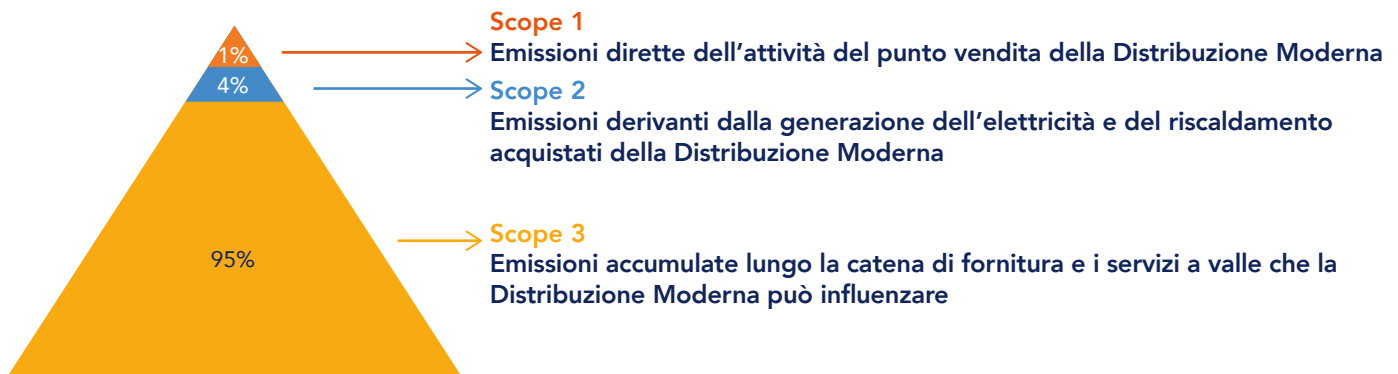 1%
Scope 1
Emissioni dirette dell’attività del punto vendita della Distribuzione Moderna
4%
Scope 2
Emissioni derivanti dalla generazione dell’elettricità e del riscaldamento
acquistati della Distribuzione Moderna
95%
Scope 3
Emissioni accumulate lungo la catena di fornitura e i servizi a valle che la
Distribuzione Moderna può influenzare